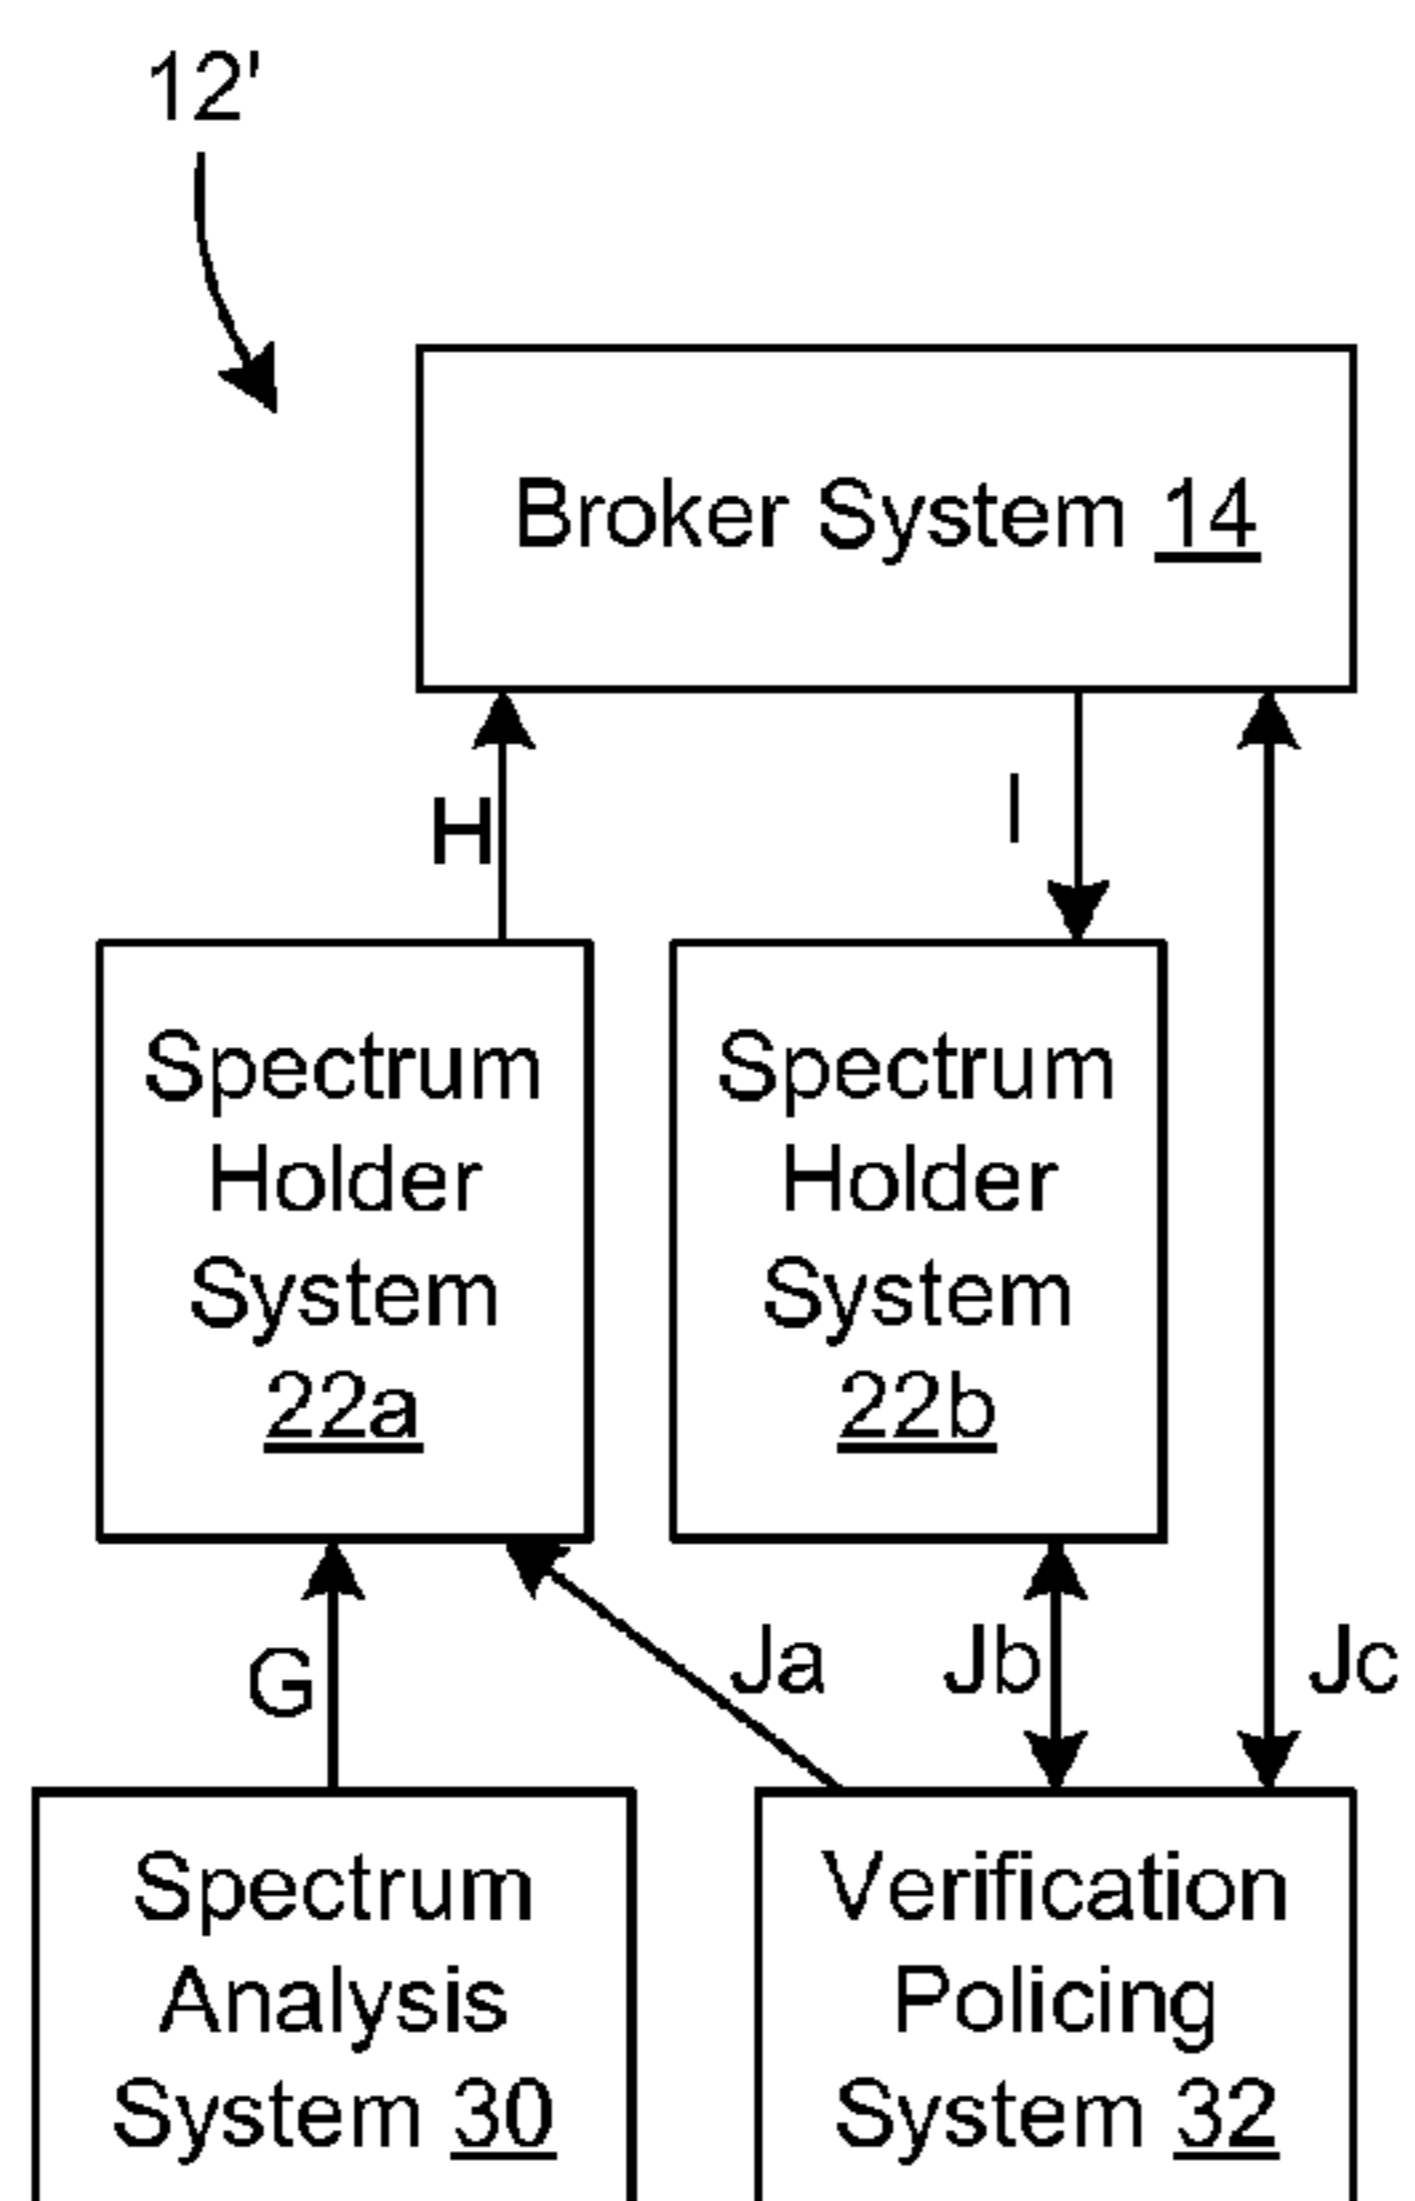 12'
Broker System 14
H
I
Spectrum
Holder
System
22a
Spectrum
Holder
System
22b
G
Ja
Jb
Jc
Spectrum
Analysis
System 30
Verification
Policing
System 32